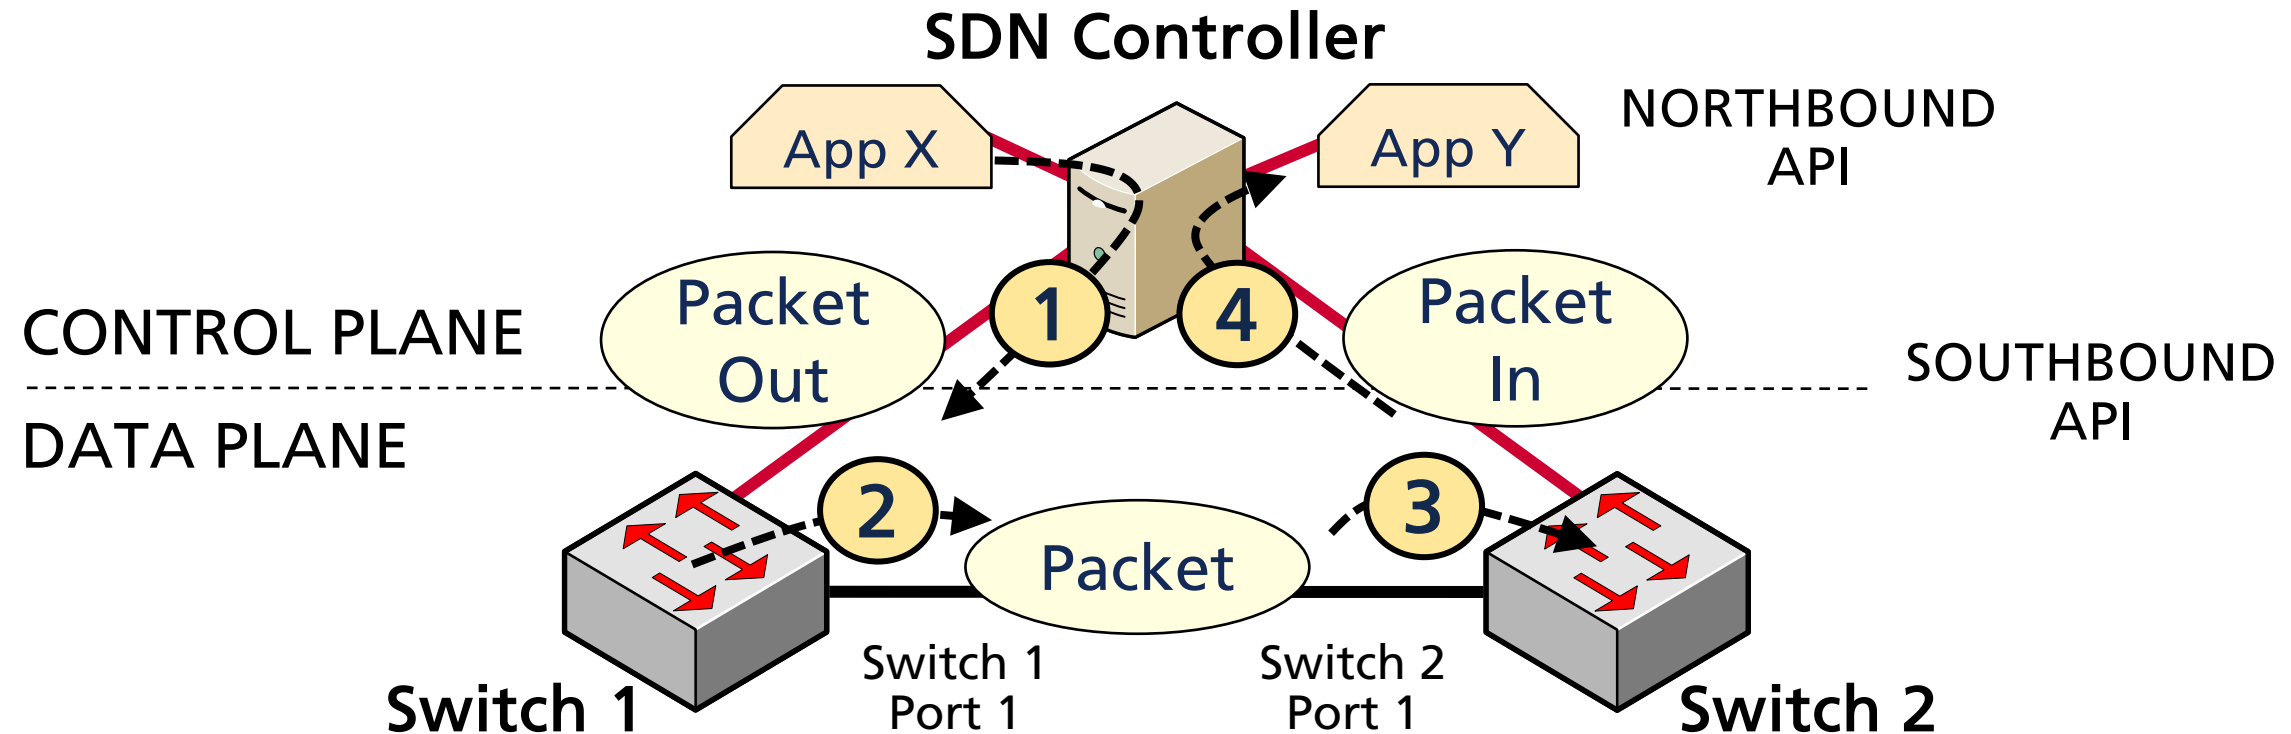 SDN Controller
App X
App Y
NORTHBOUND
API
Packet
Out
1
4
Packet
In
CONTROL PLANE
SOUTHBOUND
API
DATA PLANE
2
3
Packet
Switch 1
Port 1
Switch 2
Port 1
Switch 1
Switch 2